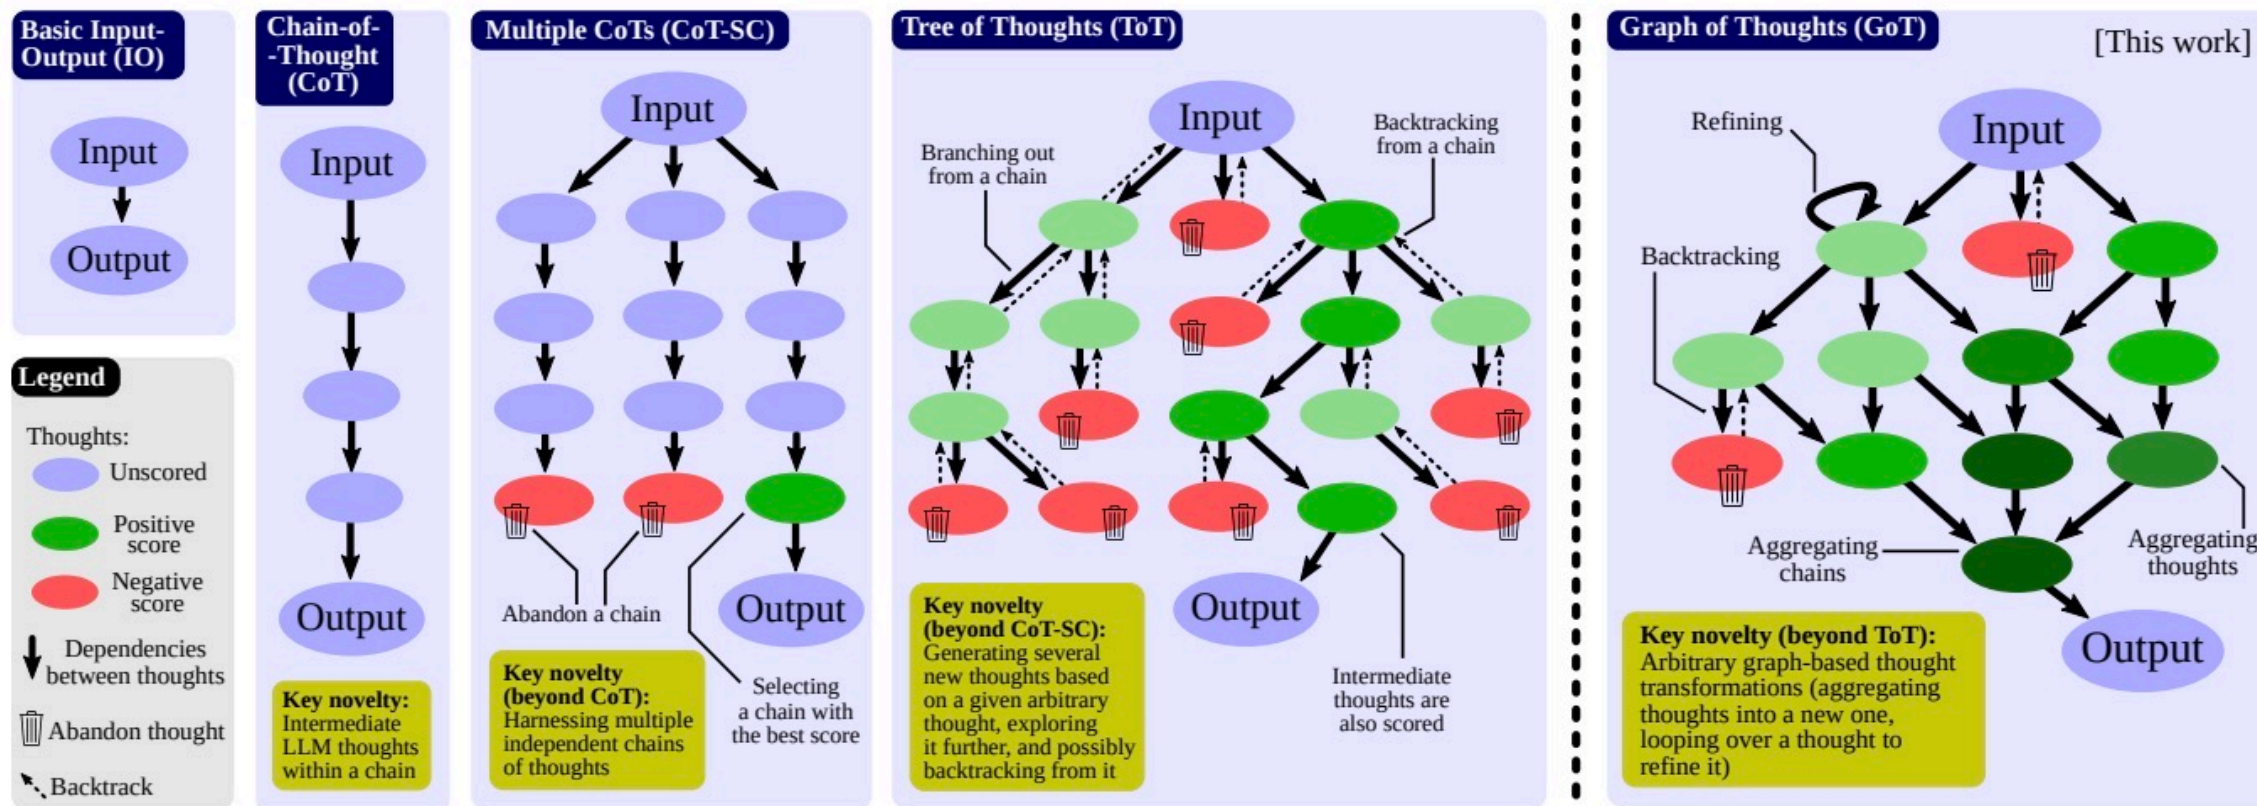 Basic Input-
Output (IO)
Input
Output
Legend
Thoughts:
Unscored
Positive
score
Negative
score
Dependencies
between thoughts
Abandon thought
Backtrack
Chain-of-
-Thought
(CoT)
Input
Output
Key novelty:
Intermediate
LLM thoughts
within a chain
Multiple CoTs (CoT-SC)
Input
Abandon a chain
Output
Key novelty
(beyond CoT):
Harnessing multiple
independent chains
of thoughts
Selecting
a chain with
the best score
Tree of Thoughts (ToT)
Input
Branching out
from a chain
Backtracking
from a chain
Output
Key novelty
(beyond CoT-SC):
Generating several
new thoughts based
on a given arbitrary
thought, exploring
it further, and possibly
backtracking from it
Intermediate
thoughts are
also scored
Graph of Thoughts (GoT)
[This work]
Refining
Input
Backtracking
Aggregating
chains
Aggregating
thoughts
Output
Key novelty (beyond ToT):
Arbitrary graph-based thought
transformations (aggregating
thoughts into a new one,
looping over a thought to
refine it)